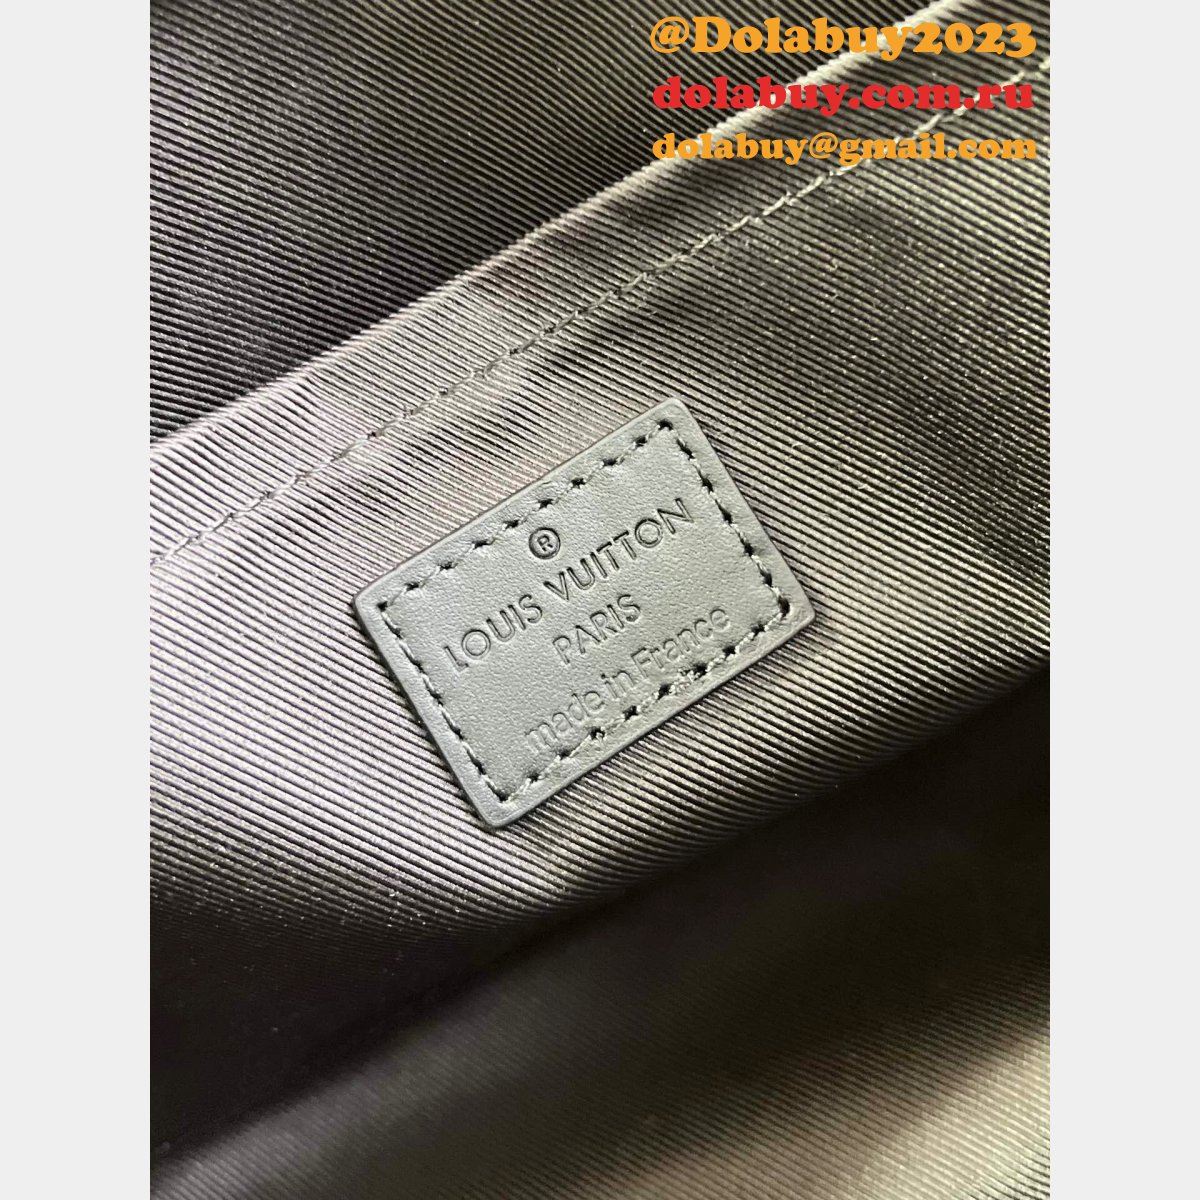 @Dolabuy2023
dolabuy.com.ru
dolabuy@gmail.com
®
LOUIS VUITTON
PARIS
made in France